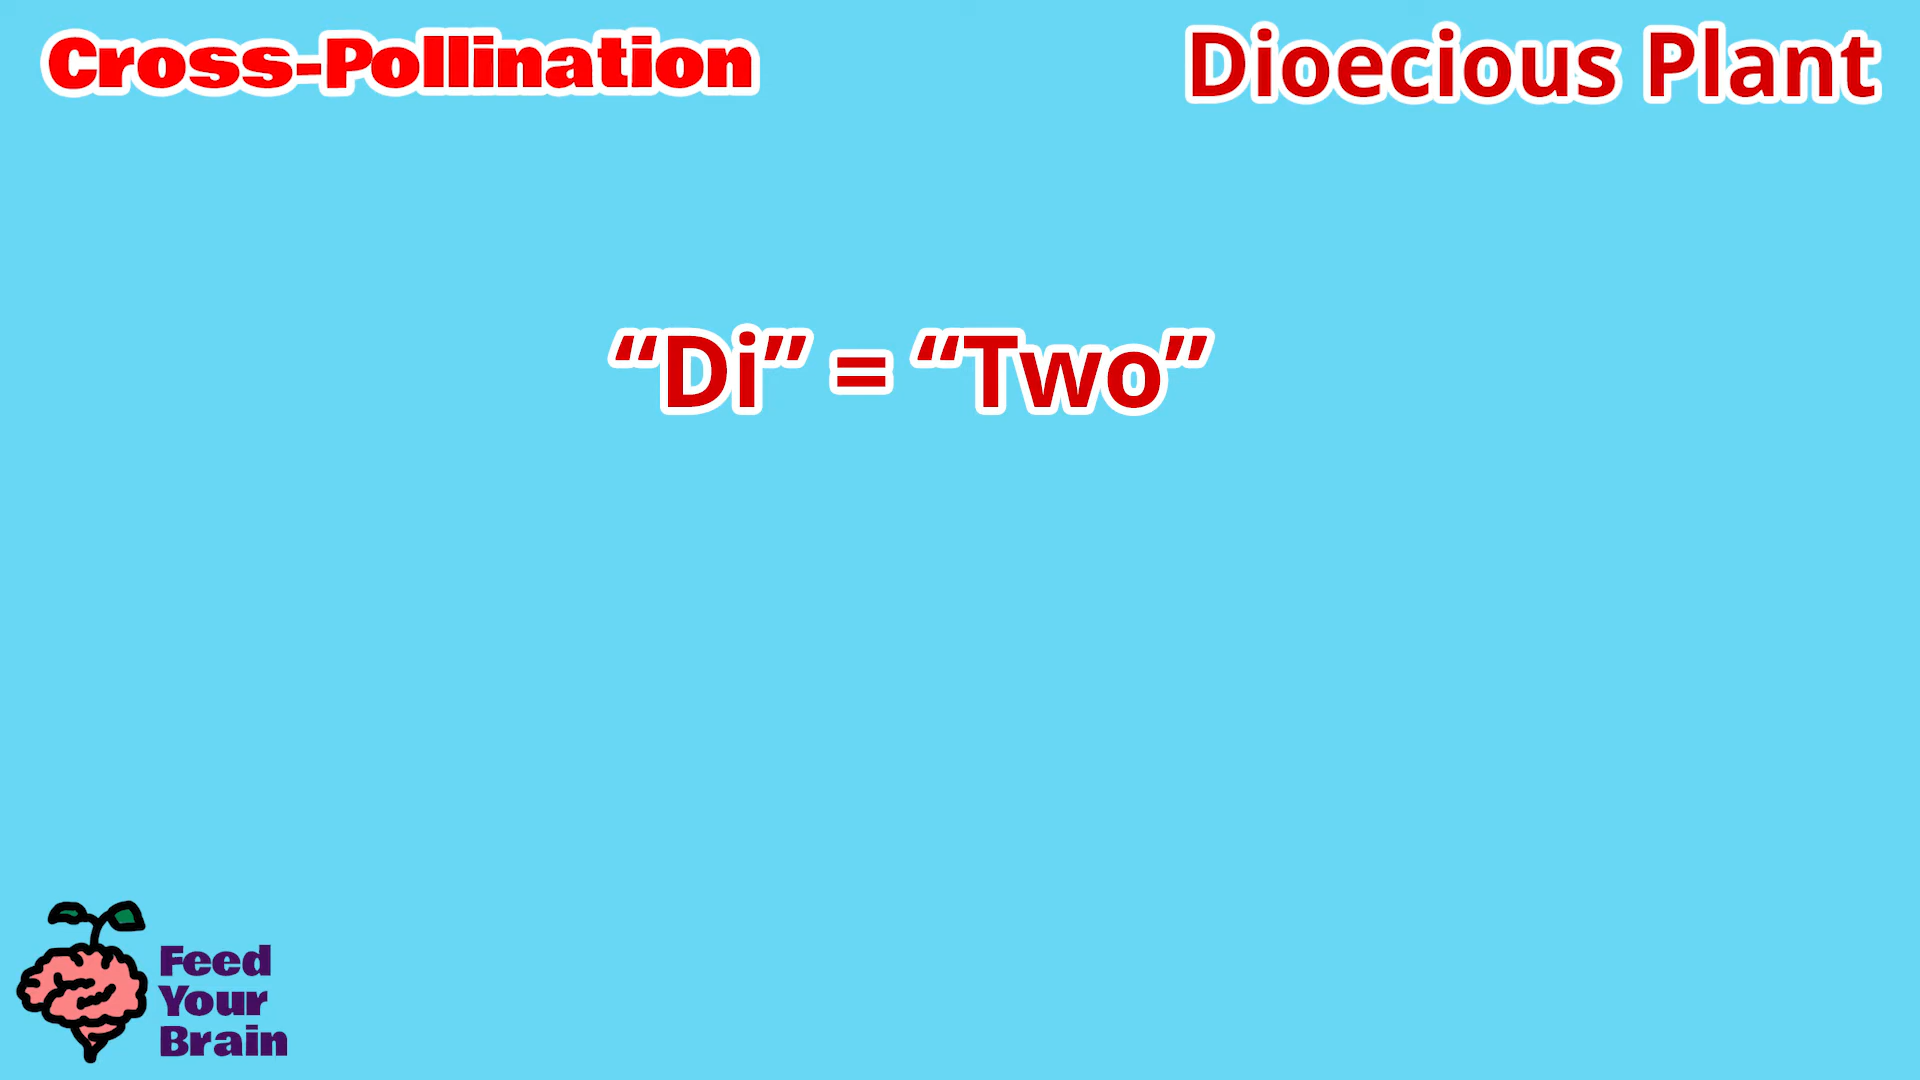 Cross-Pollination
Dioecious Plant
“Di” = “Two”
Feed
Your
Brain